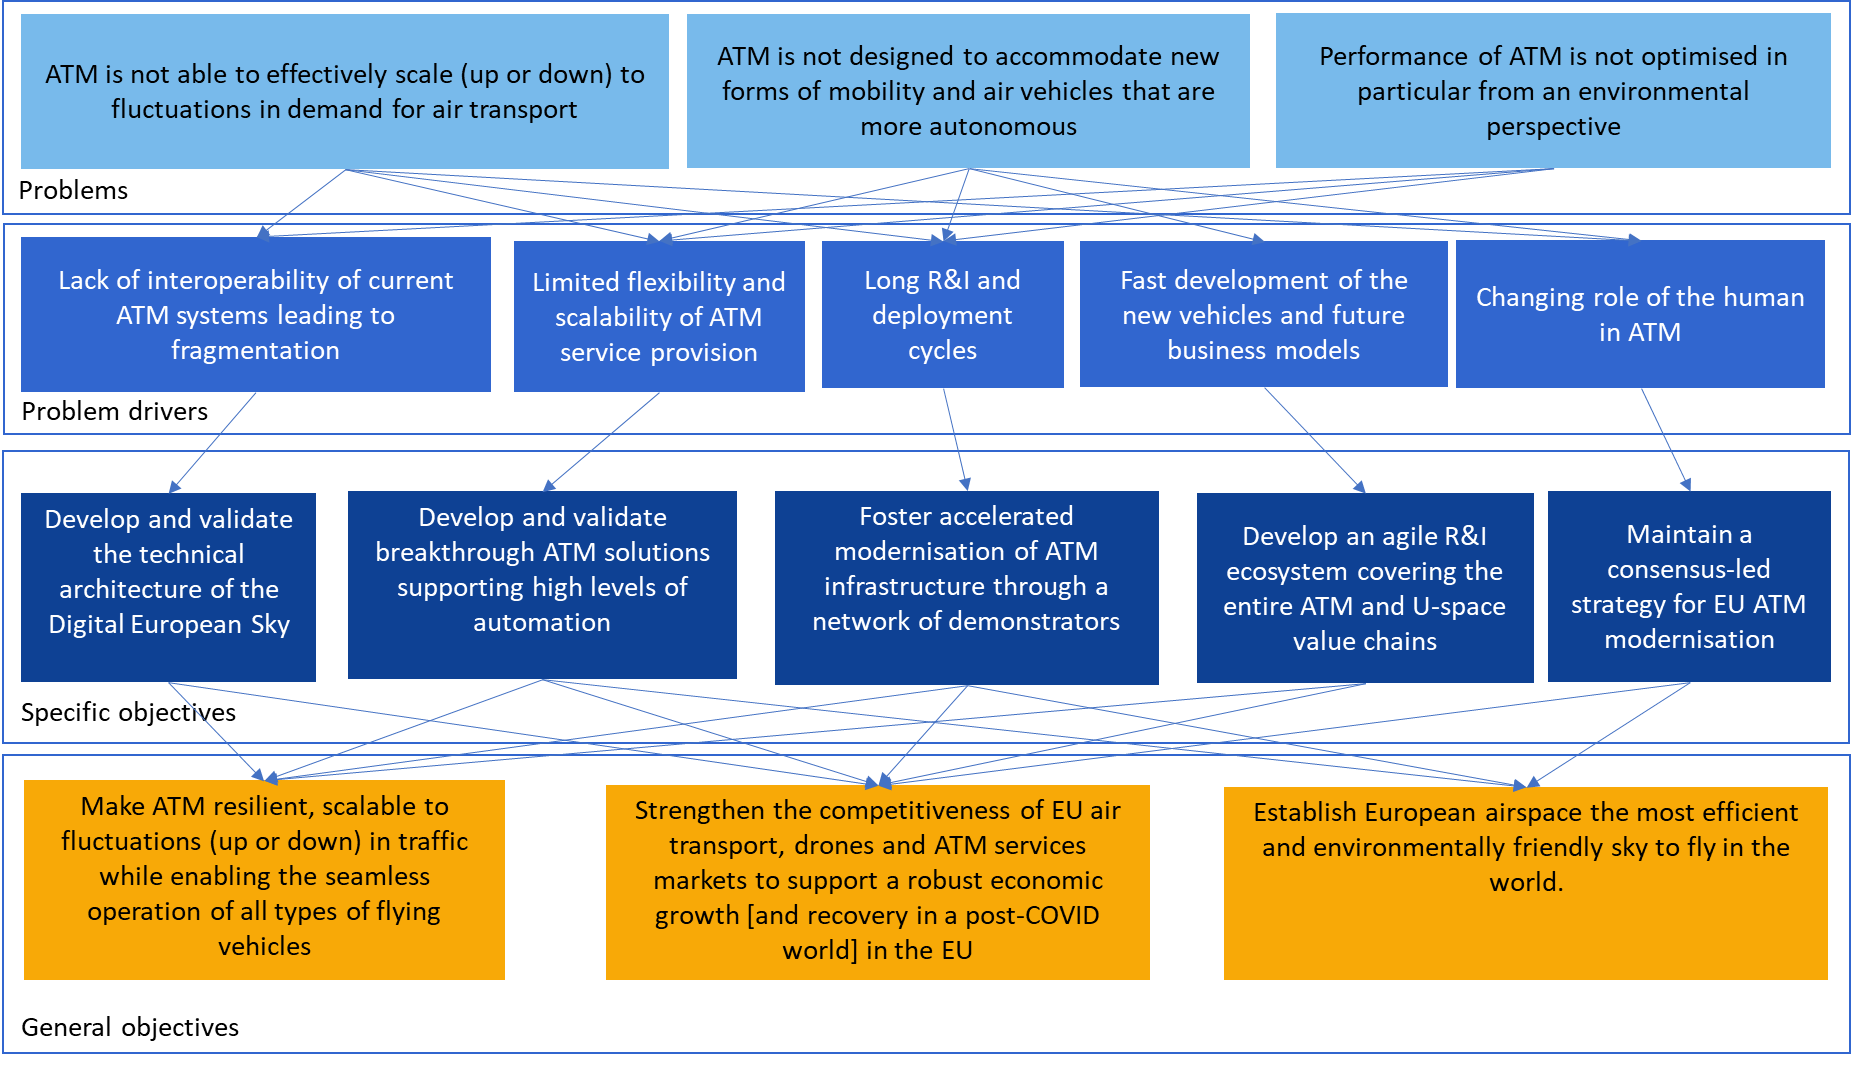 ATM is not able to effectively scale (up or down) to
fluctuations in demand for air transport
ATM is not designed to accommodate new
forms of mobility and air vehicles that are
more autonomous
Performance of ATM is not optimised in
particular from an environmental
perspective
Problems
Lack of interoperability of current
ATM systems leading to
fragmentation
Limited flexibility and
scalability of ATM
service provision
Long R&I and
deployment
cycles
Fast development of the
new vehicles and future
business models
Changing role of the human
in ATM
Problem drivers
Develop and validate
the technical
architecture of the
Digital European Sky
Develop and validate
breakthrough ATM solutions
supporting high levels of
automation
Foster accelerated
modernisation of ATM
infrastructure through a
network of demonstrators
Develop an agile R&I
ecosystem covering the
entire ATM and U-space
value chains
Maintain a
consensus-led
strategy for EU ATM
modernisation
Specific objectives
Make ATM resilient, scalable to
fluctuations (up or down) in traffic
while enabling the seamless
operation of all types of flying
vehicles
Strengthen the competitiveness of EU air
transport, drones and ATM services
markets to support a robust economic
growth [and recovery in a post-COVID
world] in the EU
Establish European airspace the most efficient
and environmentally friendly sky to fly in the
world.
General objectives